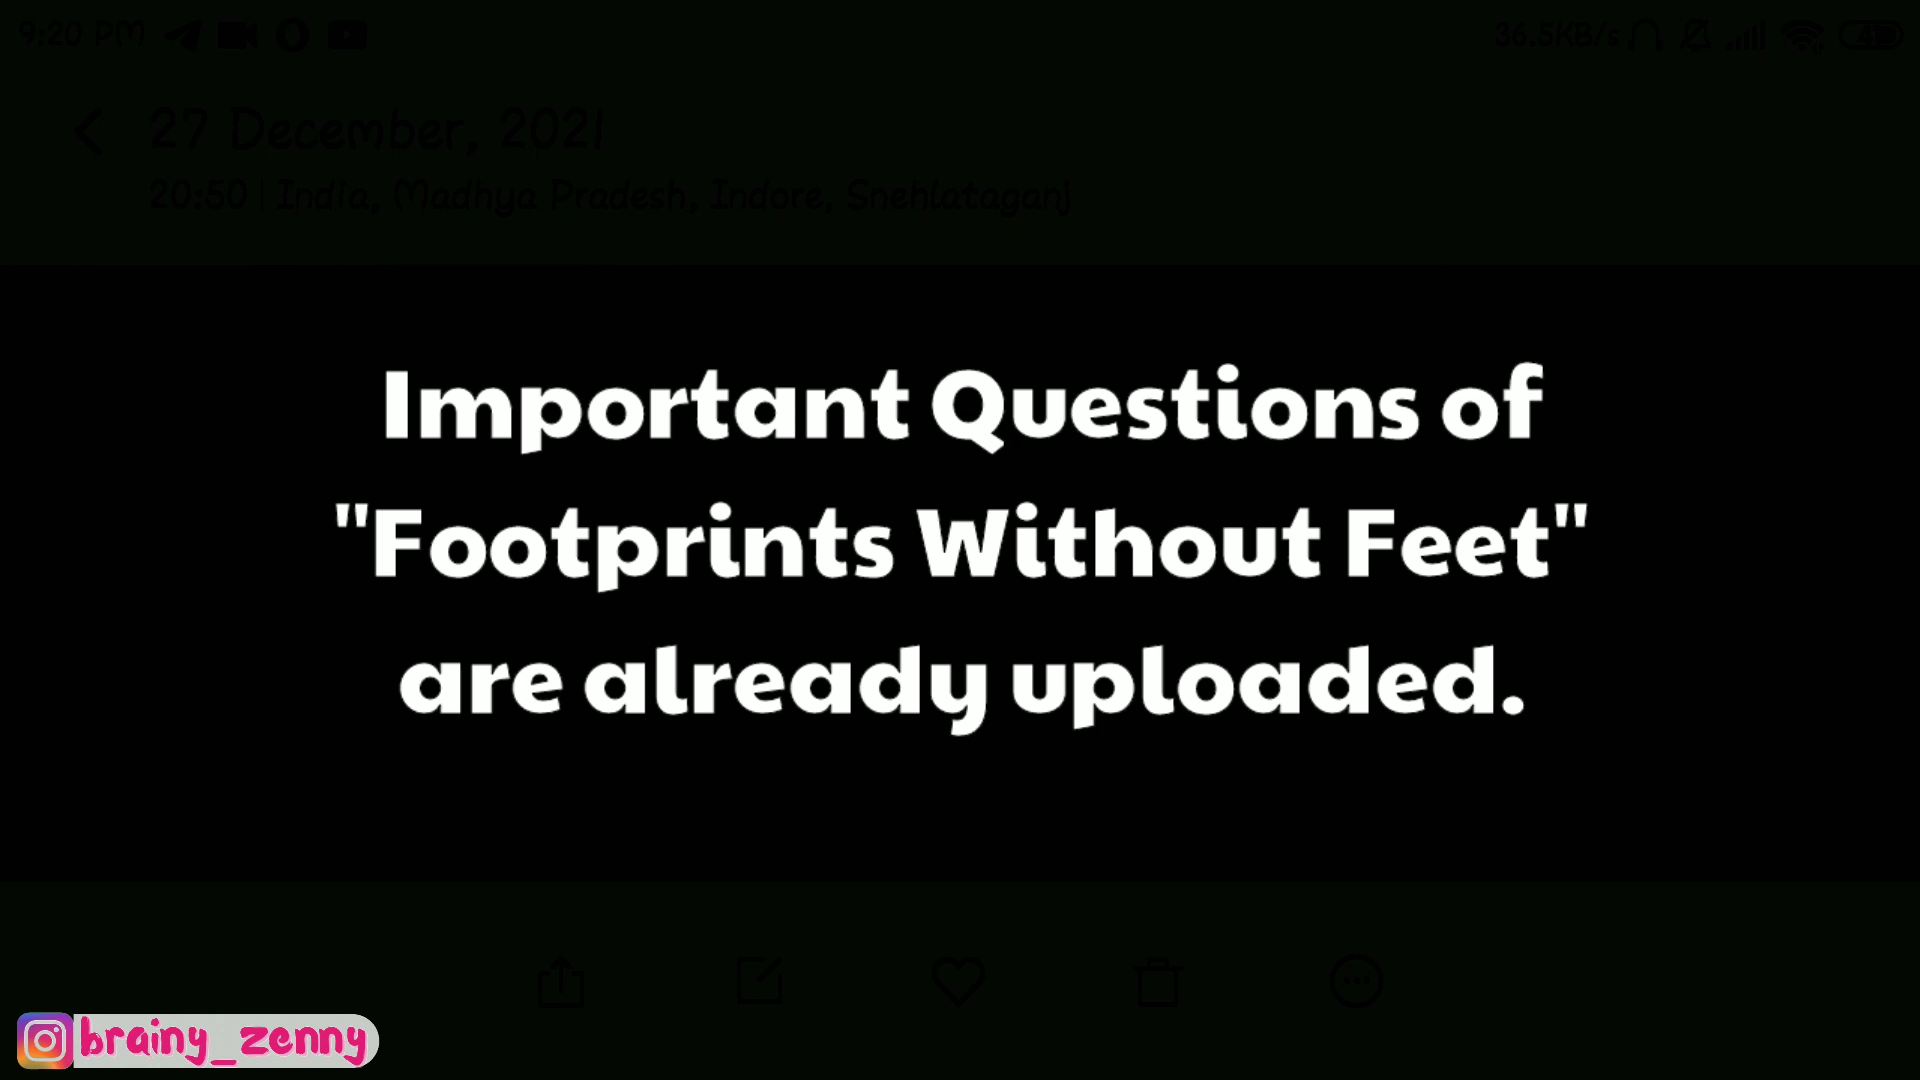 9:20 PM
36.5KB/s
27 December, 2021
20:50 | India, Madhya Pradesh, Indore, Snehlataganj
Important Questions of
"Footprints Without Feet"
are already uploaded.
brainy_zenny